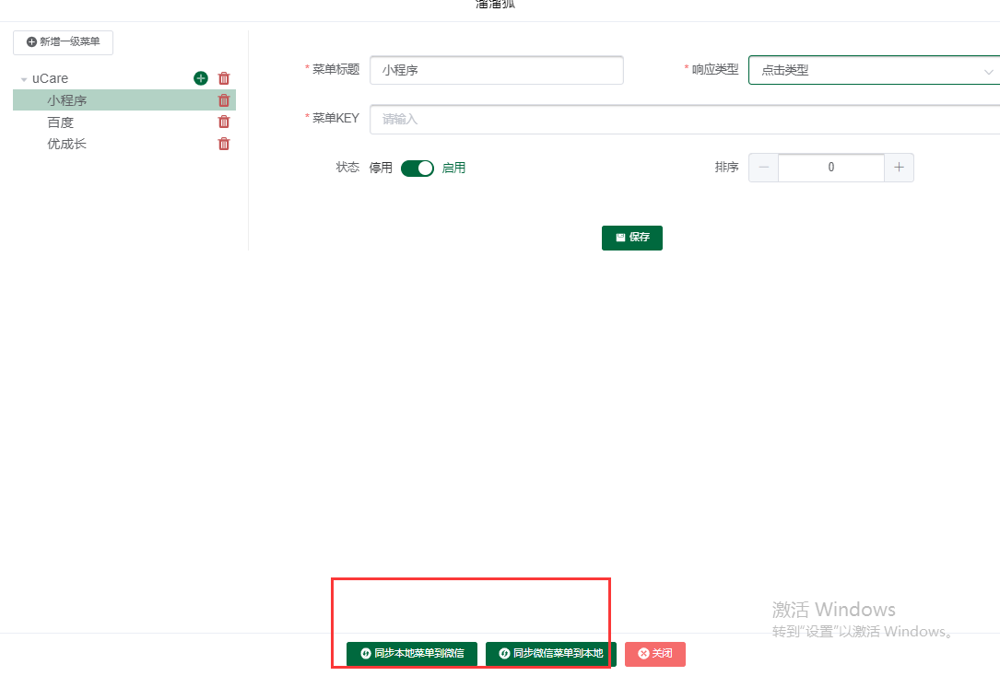 溜溜狐
新增一级菜单
uCare
小程序
百度
优成长
* 菜单标题 小程序 * 响应类型 点击类型
* 菜单KEY 请输入
状态 停用 启用 排序 0
保存
激活 Windows
转到“设置”以激活 Windows。
同步本地菜单到微信 同步微信菜单到本地 关闭